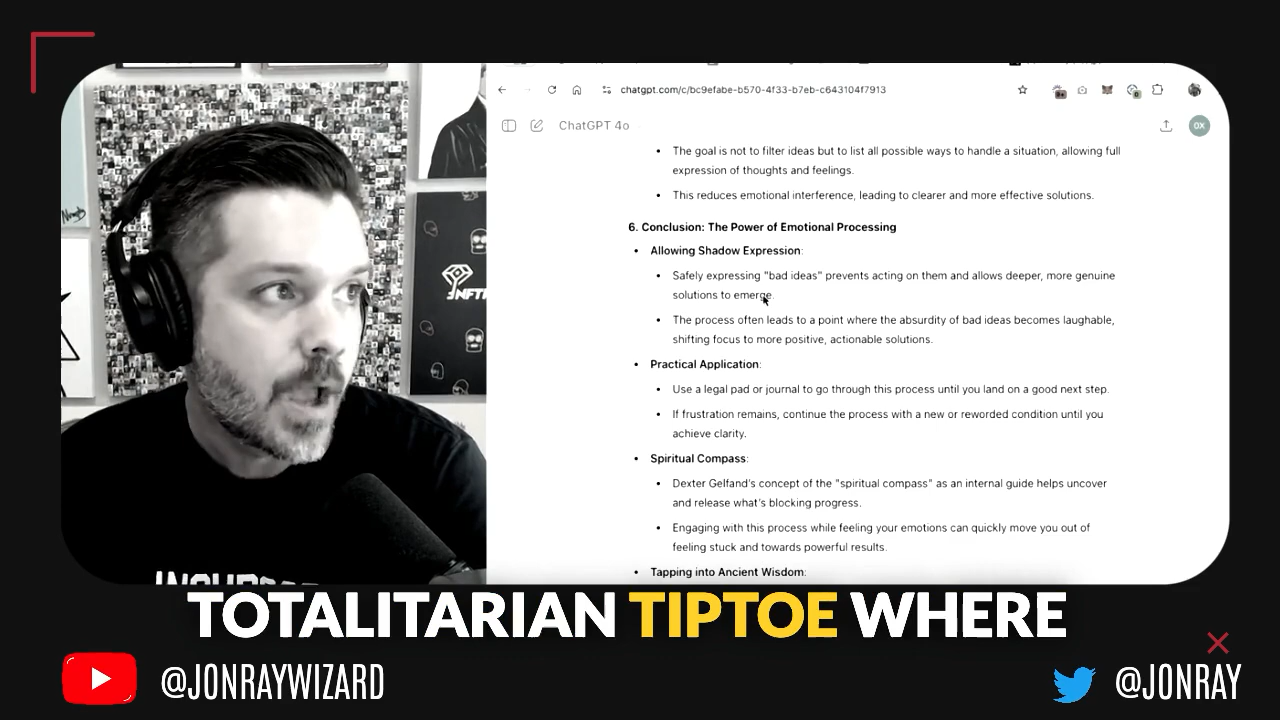 chatgpt.com/c/bc9efabe-b570-4f33-b7eb-c643104f7913
ChatGPT 4o
OX
The goal is not to filter ideas but to list all possible ways to handle a situation, allowing full
expression of thoughts and feelings.
This reduces emotional interference, leading to clearer and more effective solutions.
6. Conclusion: The Power of Emotional Processing
Allowing Shadow Expression:
Safely expressing "bad ideas" prevents acting on them and allows deeper, more genuine
solutions to emerge.
The process often leads to a point where the absurdity of bad ideas becomes laughable,
shifting focus to more positive, actionable solutions.
Practical Application:
Use a legal pad or journal to go through this process until you land on a good next step.
If frustration remains, continue the process with a new or reworded condition until you
achieve clarity.
Spiritual Compass:
Dexter Gelfand's concept of the "spiritual compass" as an internal guide helps uncover
and release what's blocking progress.
Engaging with this process while feeling your emotions can quickly move you out of
feeling stuck and towards powerful results.
Tapping into Ancient Wisdom:
TOTALITARIAN TIPTOE WHERE
@JONRAYWIZARD
@JONRAY